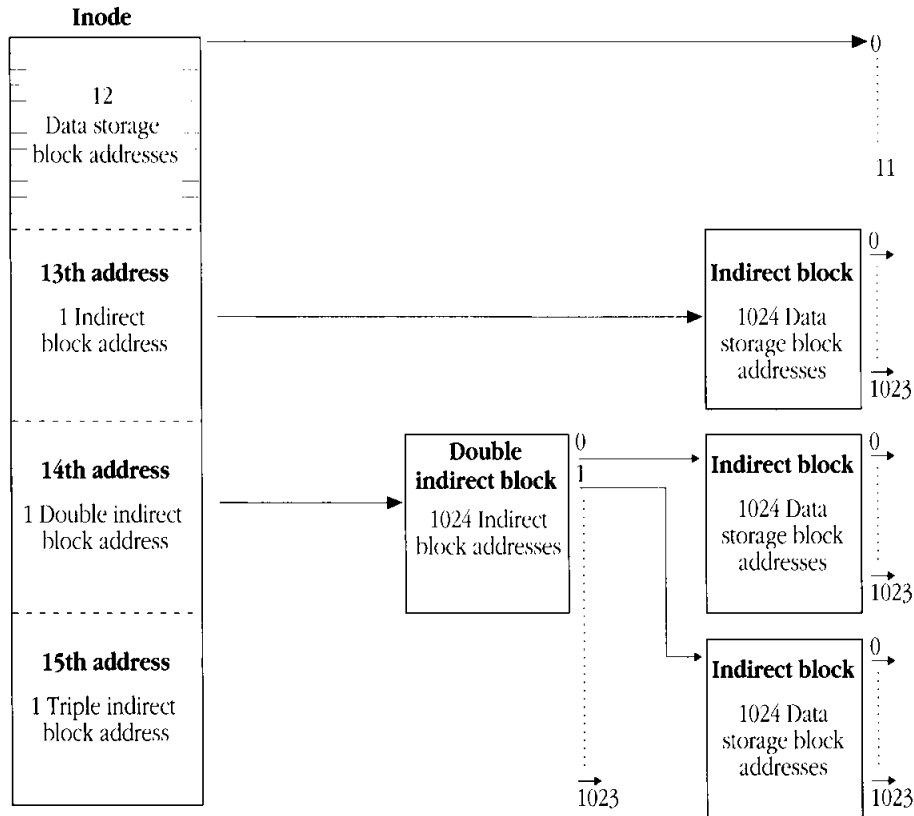 Inode
12
Data storage
block addresses
0
11
13th address
1 Indirect
block address
Indirect block
1024 Data
storage block
addresses
0
1023
14th address
1 Double indirect
block address
Double
indirect block
1024 Indirect
block addresses
0
1
1023
Indirect block
1024 Data
storage block
addresses
0
1023
15th address
1 Triple indirect
block address
Indirect block
1024 Data
storage block
addresses
0
1023